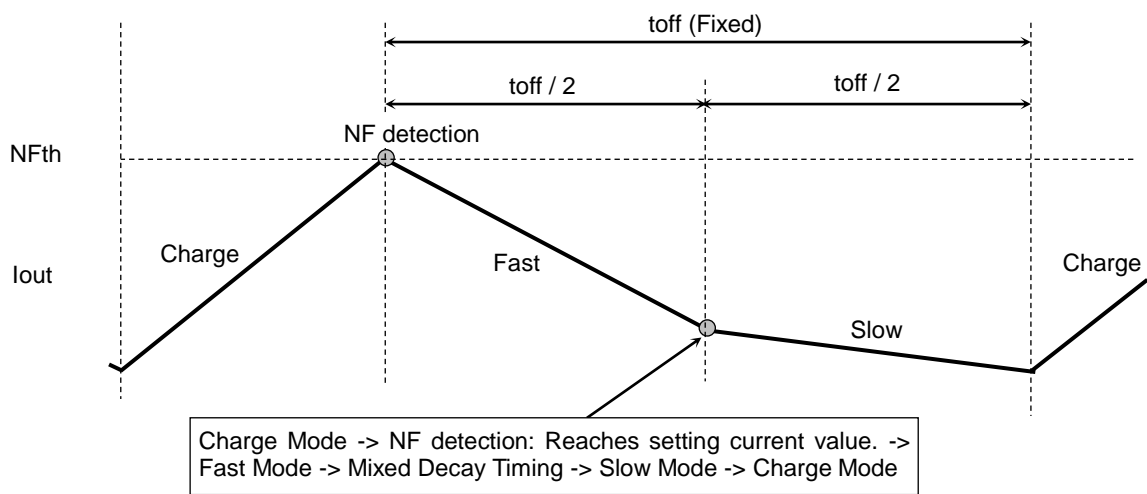 toff (Fixed)
toff / 2
toff / 2
NF detection
NFth
Charge
Fast
Iout
Charge
Slow
Charge Mode -> NF detection: Reaches setting current value. ->
Fast Mode -> Mixed Decay Timing -> Slow Mode -> Charge Mode